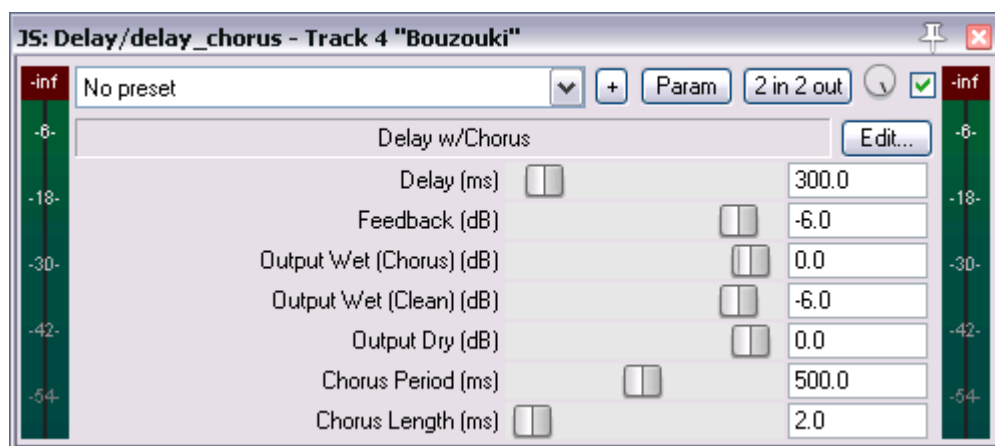 JS: Delay/delay_chorus - Track 4 "Bouzouki"
-inf No preset + Param 2 in 2 out -inf
-6- Delay w/Chorus Edit... -6-
Delay (ms) 300.0
-18- Feedback (dB) -6.0 -18-
-30- Output Wet (Chorus) (dB) 0.0 -30-
Output Wet (Clean) (dB) -6.0
-42- Output Dry (dB) 0.0 -42-
Chorus Period (ms) 500.0
-54- Chorus Length (ms) 2.0 -54-